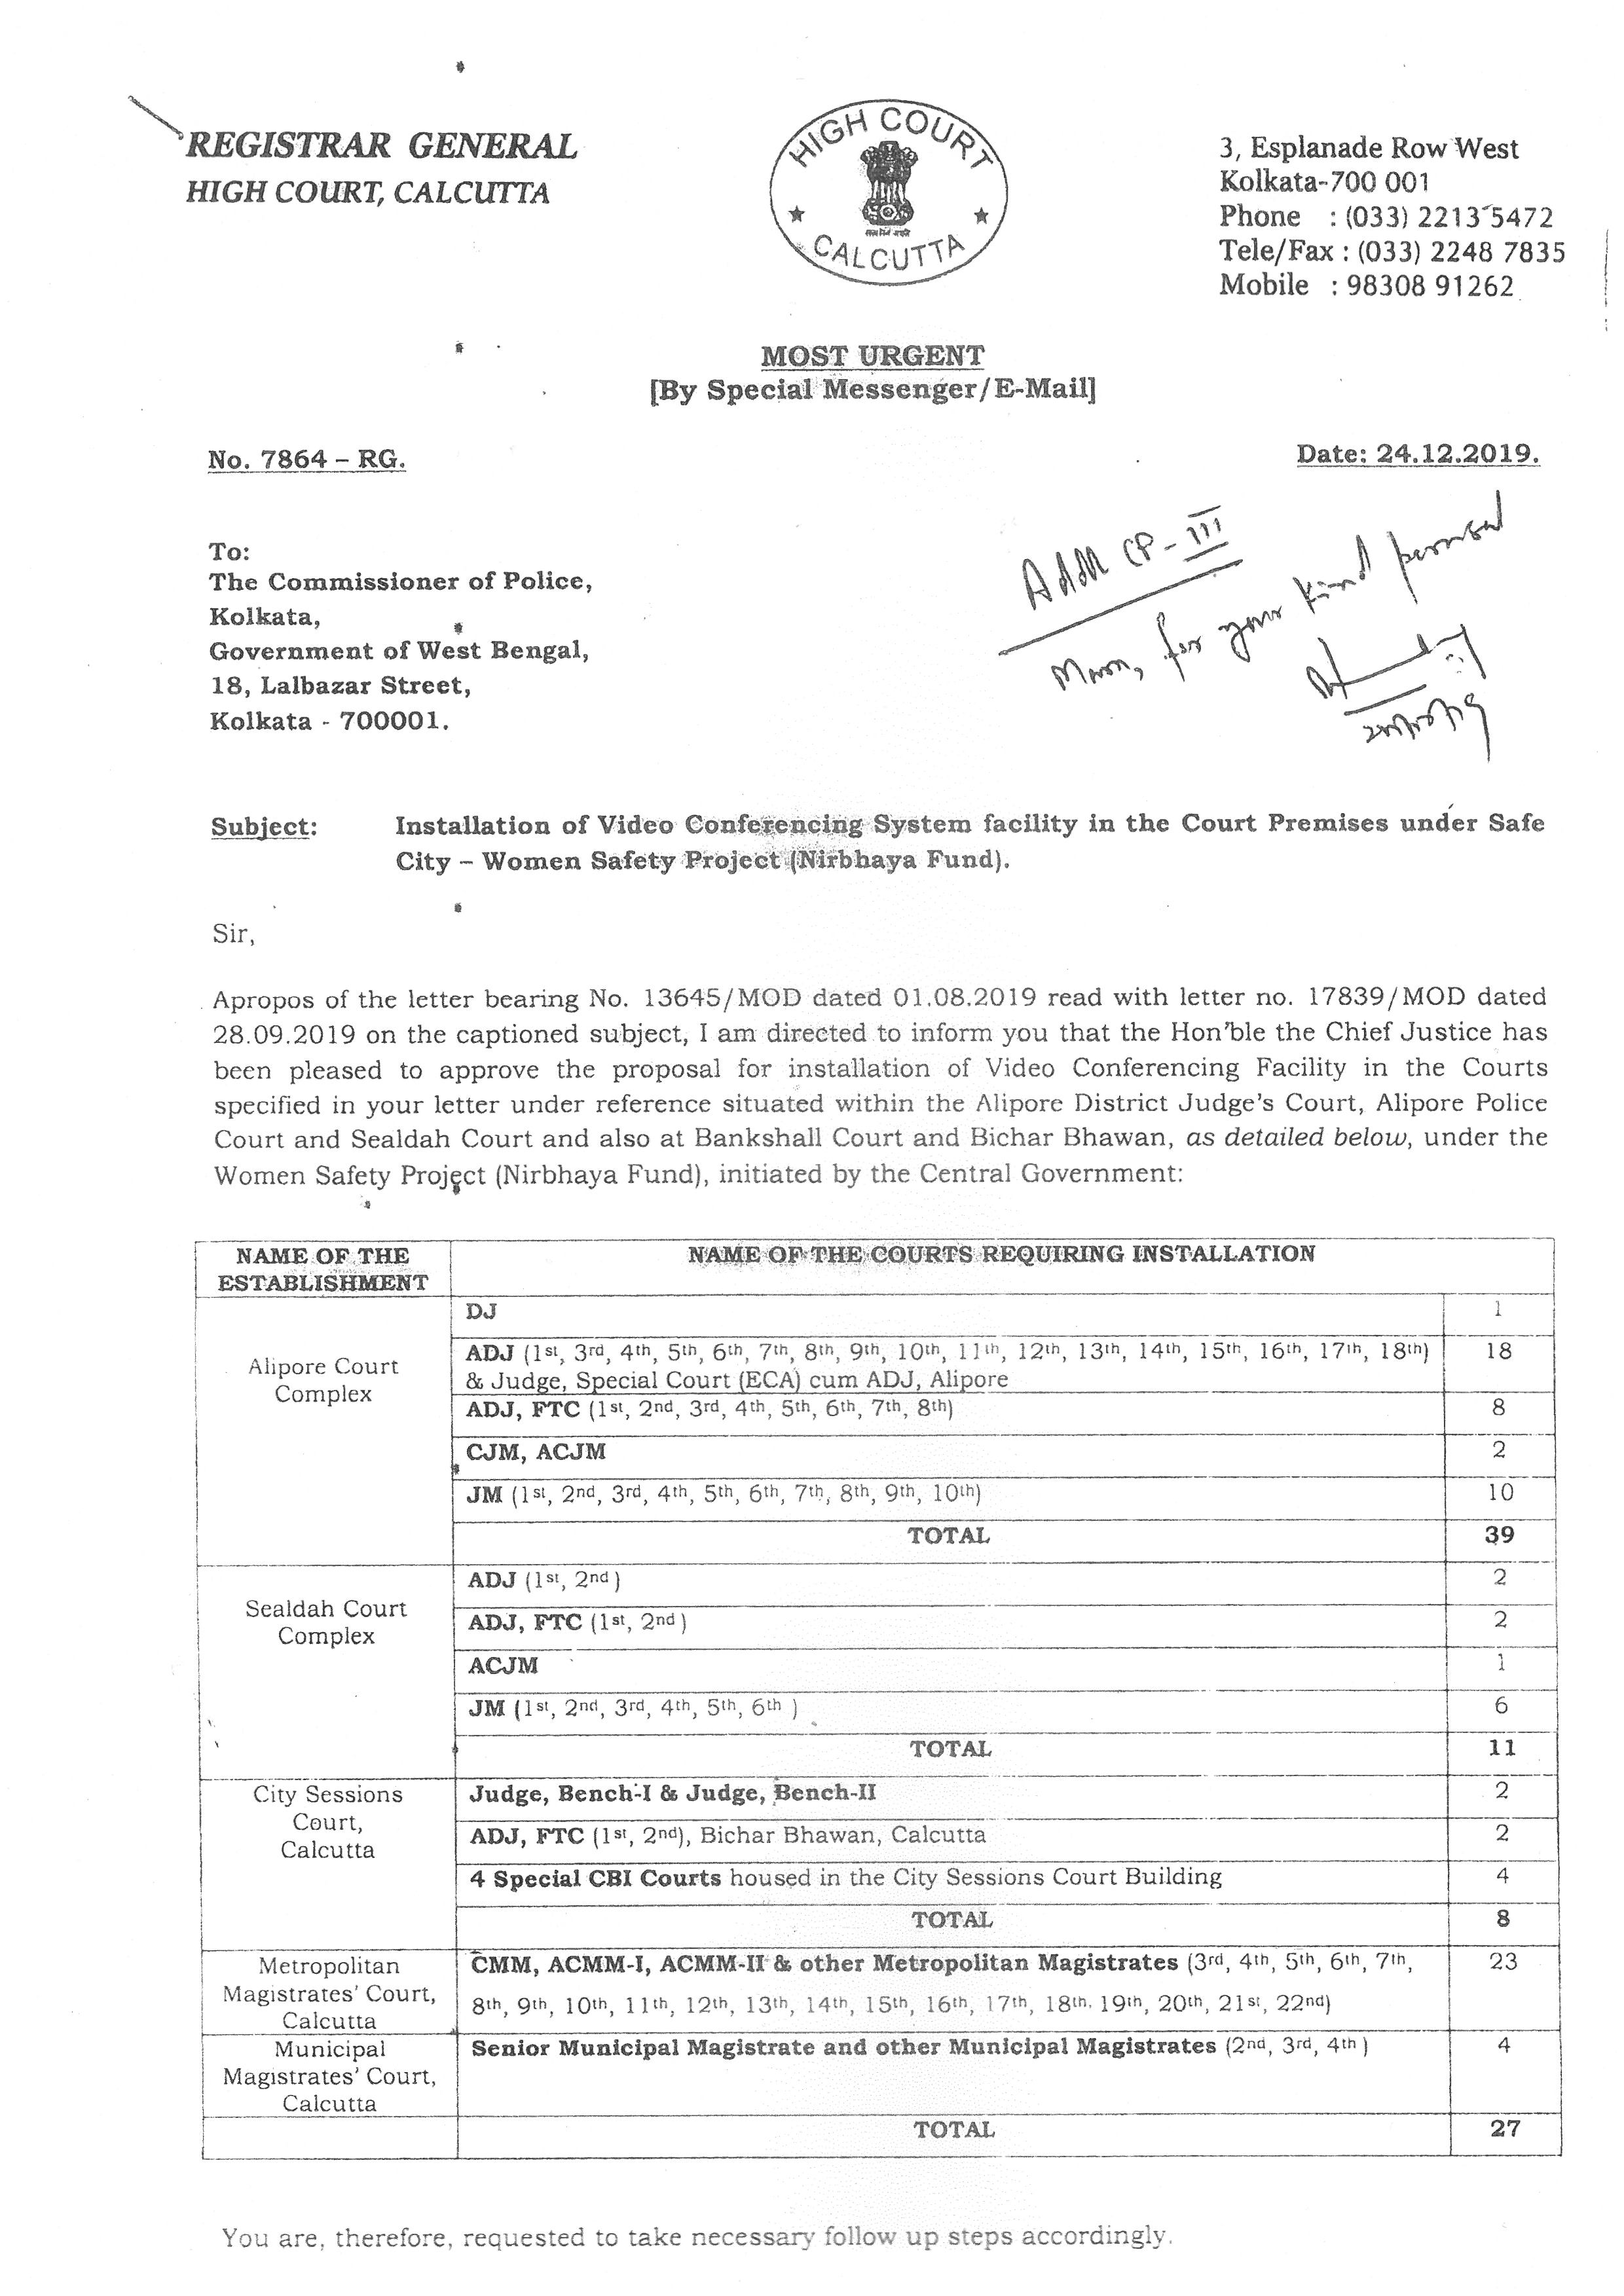 REGISTRAR GENERAL
HIGH COURT, CALCUTTA
HIGH COURT
CALCUTTA
3, Esplanade Row West
Kolkata-700 001
Phone : (033) 2213 5472
Tele/Fax : (033) 2248 7835
Mobile : 98308 91262
MOST URGENT
[By Special Messenger/E-Mail]
No. 7864 – RG.
Date: 24.12.2019.
To:
The Commissioner of Police,
Kolkata,
Government of West Bengal,
18, Lalbazar Street,
Kolkata - 700001.
CP-III
for your kind perusal
Subject: Installation of Video Conferencing System facility in the Court Premises under Safe
City – Women Safety Project (Nirbhaya Fund).
Sir,
Apropos of the letter bearing No. 13645/MOD dated 01.08.2019 read with letter no. 17839/MOD dated
28.09.2019 on the captioned subject, I am directed to inform you that the Hon'ble the Chief Justice has
been pleased to approve the proposal for installation of Video Conferencing Facility in the Courts
specified in your letter under reference situated within the Alipore District Judge's Court, Alipore Police
Court and Sealdah Court and also at Bankshall Court and Bichar Bhawan, as detailed below, under the
Women Safety Project (Nirbhaya Fund), initiated by the Central Government:
NAME OF THE
ESTABLISHMENT
NAME OF THE COURTS REQUIRING INSTALLATION
Alipore Court
Complex
DJ 1
ADJ (1st, 3rd, 4th, 5th, 6th, 7th, 8th, 9th, 10th, 11th, 12th, 13th, 14th, 15th, 16th, 17th, 18th) 18
& Judge, Special Court (ECA) cum ADJ, Alipore
ADJ, FTC (1st, 2nd, 3rd, 4th, 5th, 6th, 7th, 8th) 8
CJM, ACJM 2
JM (1st, 2nd, 3rd, 4th, 5th, 6th, 7th, 8th, 9th, 10th) 10
TOTAL 39
Sealdah Court
Complex
ADJ (1st, 2nd ) 2
ADJ, FTC (1st, 2nd ) 2
ACJM 1
JM (1st, 2nd, 3rd, 4th, 5th, 6th ) 6
TOTAL 11
City Sessions
Court,
Calcutta
Judge, Bench-I & Judge, Bench-II 2
ADJ, FTC (1st, 2nd), Bichar Bhawan, Calcutta 2
4 Special CBI Courts housed in the City Sessions Court Building 4
TOTAL 8
Metropolitan
Magistrates' Court,
Calcutta
CMM, ACMM-I, ACMM-II & other Metropolitan Magistrates (3rd, 4th, 5th, 6th, 7th, 23
8th, 9th, 10th, 11th, 12th, 13th, 14th, 15th, 16th, 17th, 18th. 19th, 20th, 21st, 22nd)
Municipal
Magistrates' Court,
Calcutta
Senior Municipal Magistrate and other Municipal Magistrates (2nd, 3rd, 4th ) 4
TOTAL 27
You are, therefore, requested to take necessary follow up steps accordingly.